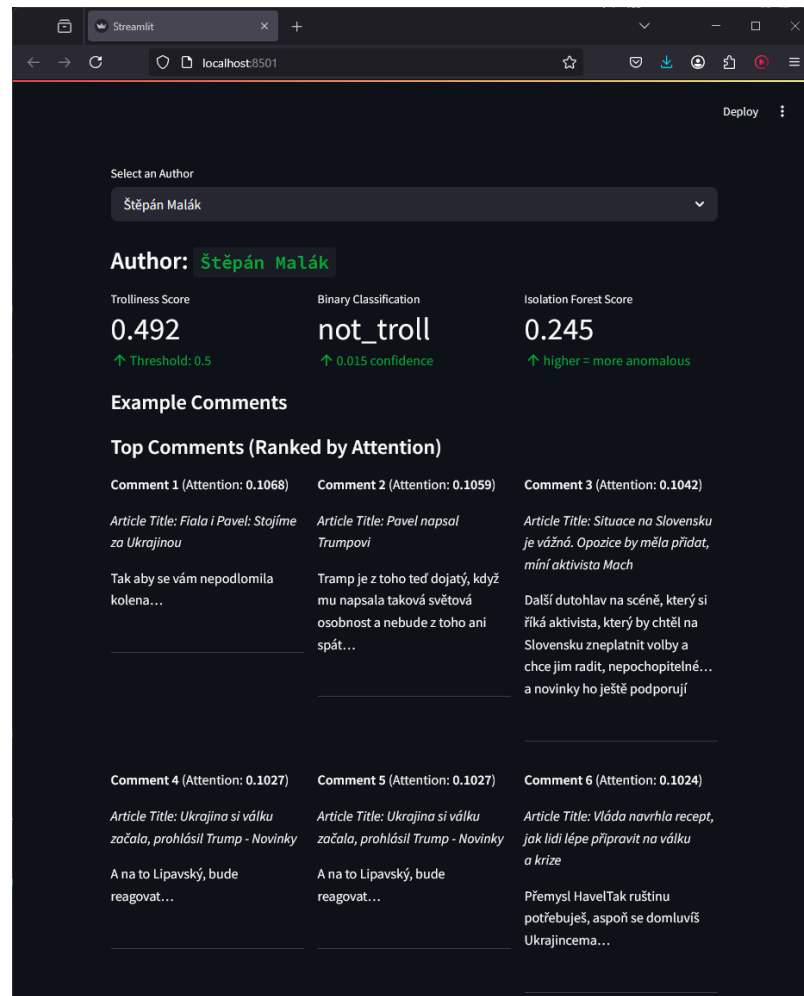 Streamlit
localhost:8501
Deploy
Select an Author
Štěpán Malák
Author: Štěpán Malák
Trolliness Score
0.492
↑ Threshold: 0.5
Binary Classification
not_troll
↑ 0.015 confidence
Isolation Forest Score
0.245
↑ higher = more anomalous
Example Comments
Top Comments (Ranked by Attention)
Comment 1 (Attention: 0.1068)
Article Title: Fiala i Pavel: Stojíme
za Ukrajinou
Tak aby se vám nepodlomila
kolena…
Comment 2 (Attention: 0.1059)
Article Title: Pavel napsal
Trumpovi
Tramp je z toho teď dojatý, když
mu napsala taková světová
osobnost a nebude z toho ani
spát…
Comment 3 (Attention: 0.1042)
Article Title: Situace na Slovensku
je vážná. Opozice by měla přidat,
míní aktivista Moch
Další dutohlav na scéně, který si
říká aktivista, který by chtěl na
Slovensku zneplatnit volby a
chce jim radit, nepochopitelné…
a novinky ho ještě podporují
Comment 4 (Attention: 0.1027)
Article Title: Ukrajina si válku
začala, prohlásil Trump - Novinky
A na to Lipavský, bude
reagovat…
Comment 5 (Attention: 0.1027)
Article Title: Ukrajina si válku
začala, prohlásil Trump - Novinky
A na to Lipavský, bude
reagovat…
Comment 6 (Attention: 0.1024)
Article Title: Vláda navrhla recept,
jak lidi lépe připravit na válku
a krize
Přemysl HavelTak ruštinu
potřebuješ, aspoň se domluvíš
Ukrajincema…